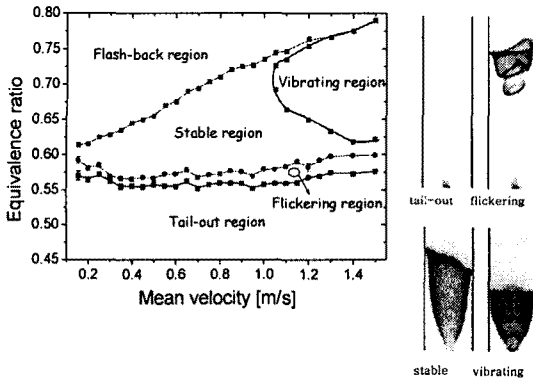 Equivalence ratio
0.80
0.75
0.70
0.65
0.60
0.55
0.50
0.45
Flash-back region
Vibrating region
Stable region
Flickering region
Tail-out region
0.2 0.4 0.6 0.8 1.0 1.2 1.4
Mean velocity [m/s]
tail-out flickering
stable vibrating